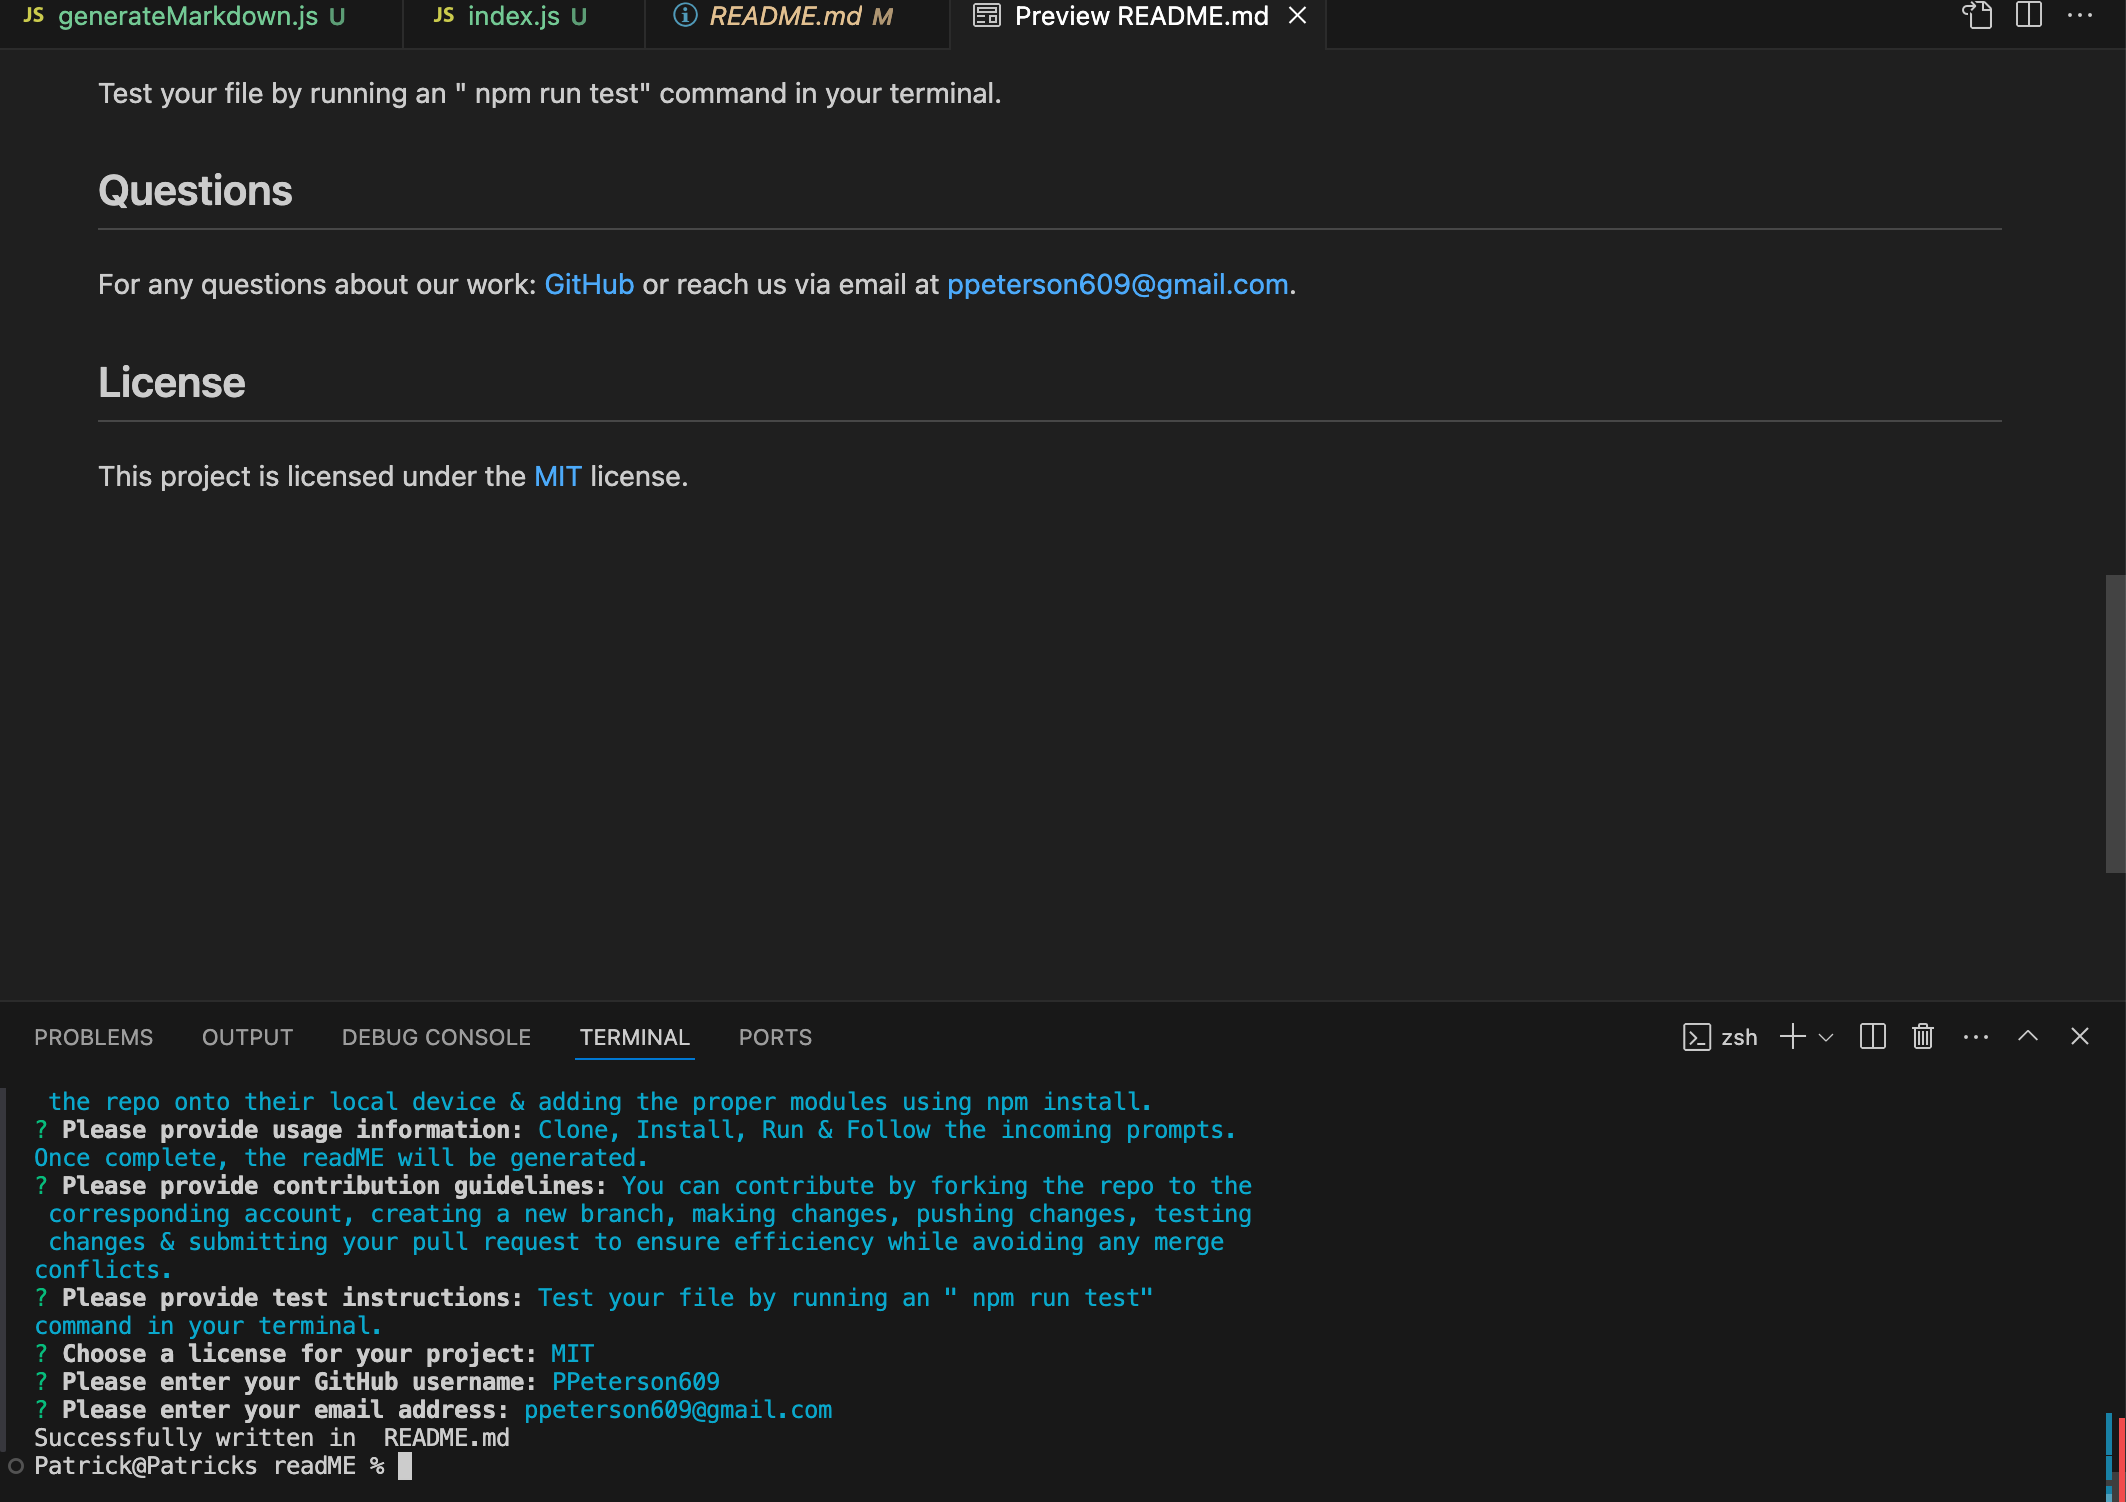 JS generateMarkdown.js U JS index.js U README.md M Preview README.md
Test your file by running an " npm run test" command in your terminal.
Questions
For any questions about our work: GitHub or reach us via email at ppeterson609@gmail.com.
License
This project is licensed under the MIT license.
PROBLEMS OUTPUT DEBUG CONSOLE TERMINAL PORTS zsh
the repo onto their local device & adding the proper modules using npm install.
? Please provide usage information: Clone, Install, Run & Follow the incoming prompts.
Once complete, the readME will be generated.
? Please provide contribution guidelines: You can contribute by forking the repo to the
corresponding account, creating a new branch, making changes, pushing changes, testing
changes & submitting your pull request to ensure efficiency while avoiding any merge
conflicts.
? Please provide test instructions: Test your file by running an " npm run test"
command in your terminal.
? Choose a license for your project: MIT
? Please enter your GitHub username: PPeterson609
? Please enter your email address: ppeterson609@gmail.com
Successfully written in  README.md
Patrick@Patricks readME %